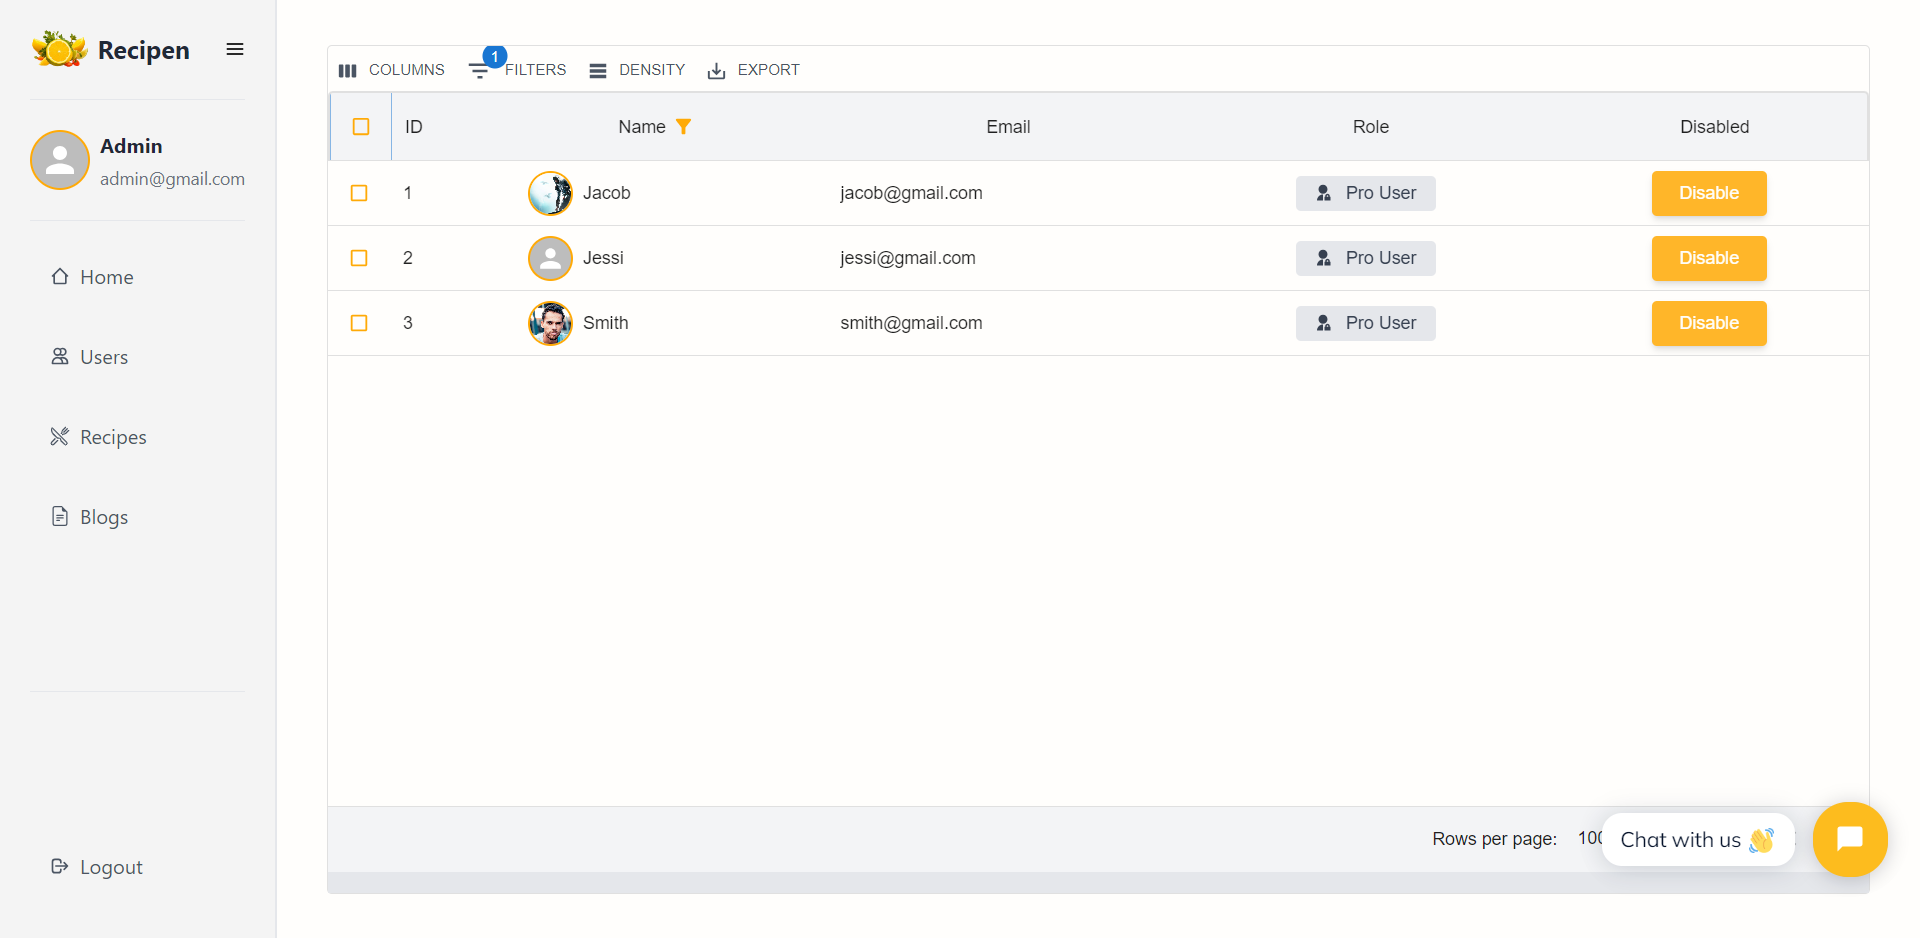 Recipen
Admin
admin@gmail.com
Home
Users
Recipes
Blogs
Logout
COLUMNS 1 FILTERS DENSITY EXPORT
ID Name Email Role Disabled
1 Jacob jacob@gmail.com Pro User Disable
2 Jessi jessi@gmail.com Pro User Disable
3 Smith smith@gmail.com Pro User Disable
Rows per page: 100
Chat with us